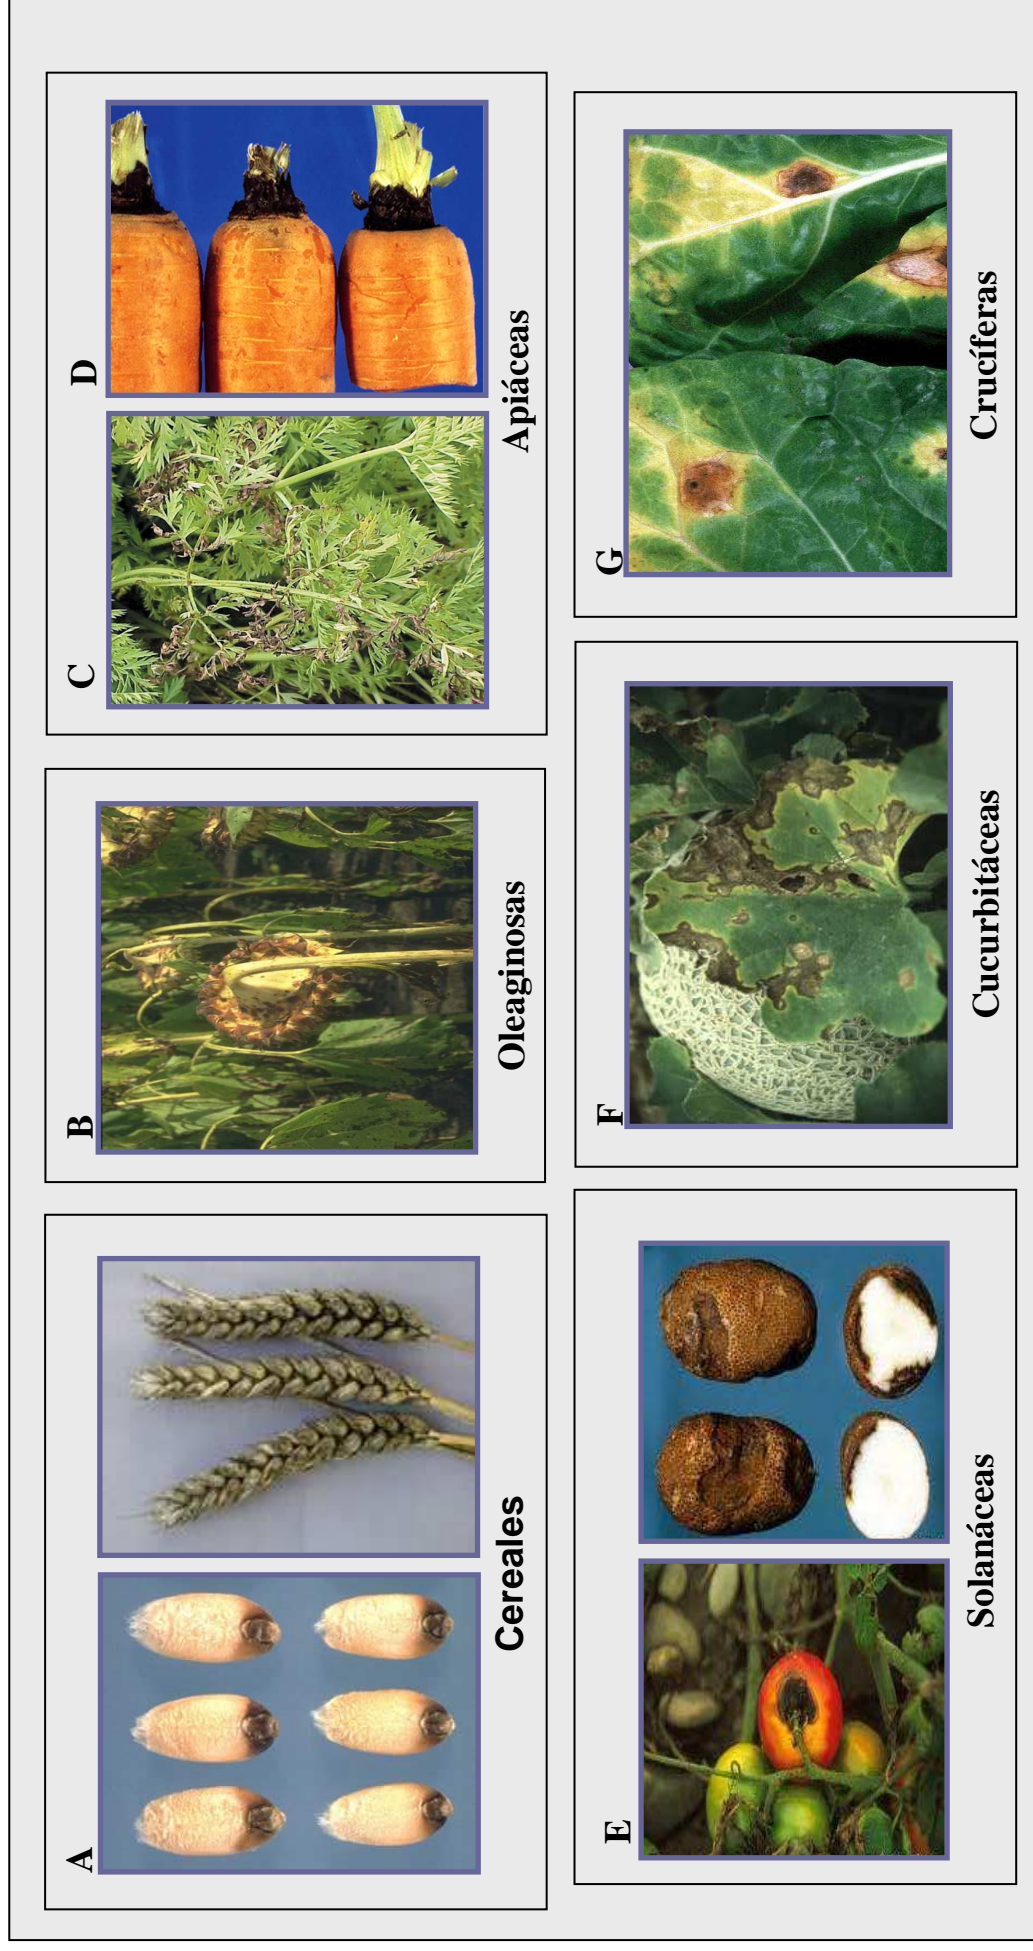 A
Cereales
B
Oleaginosas
C
D
Apiáceas
E
Solanáceas
F
Cucurbitáceas
G
Crucíferas